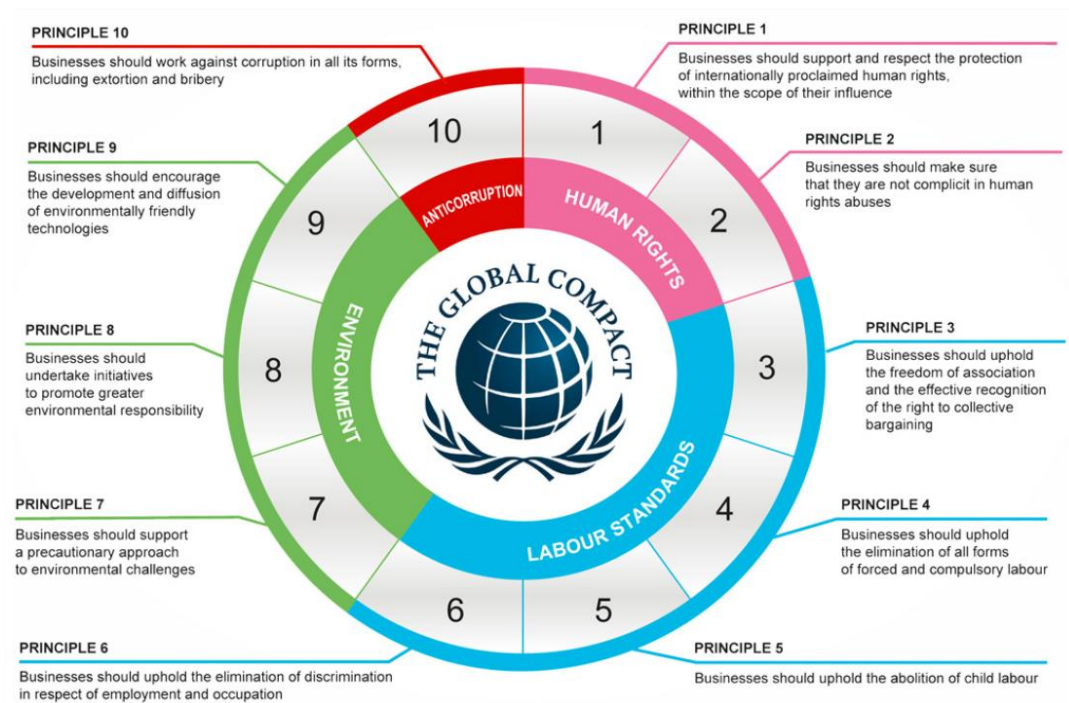 PRINCIPLE 1
Businesses should support and respect the protection
of internationally proclaimed human rights,
within the scope of their influence
PRINCIPLE 2
Businesses should make sure
that they are not complicit in human
rights abuses
PRINCIPLE 3
Businesses should uphold
the freedom of association
and the effective recognition
of the right to collective
bargaining
PRINCIPLE 4
Businesses should uphold
the elimination of all forms
of forced and compulsory labour
PRINCIPLE 5
Businesses should uphold the abolition of child labour
PRINCIPLE 6
Businesses should uphold the elimination of discrimination
in respect of employment and occupation
PRINCIPLE 7
Businesses should support
a precautionary approach
to environmental challenges
PRINCIPLE 8
Businesses should
undertake initiatives
to promote greater
environmental responsibility
PRINCIPLE 9
Businesses should encourage
the development and diffusion
of environmentally friendly
technologies
PRINCIPLE 10
Businesses should work against corruption in all its forms,
including extortion and bribery
1
2
3
4
5
6
7
8
9
10
HUMAN RIGHTS
LABOUR STANDARDS
ENVIRONMENT
ANTICORRUPTION
THE GLOBAL COMPACT